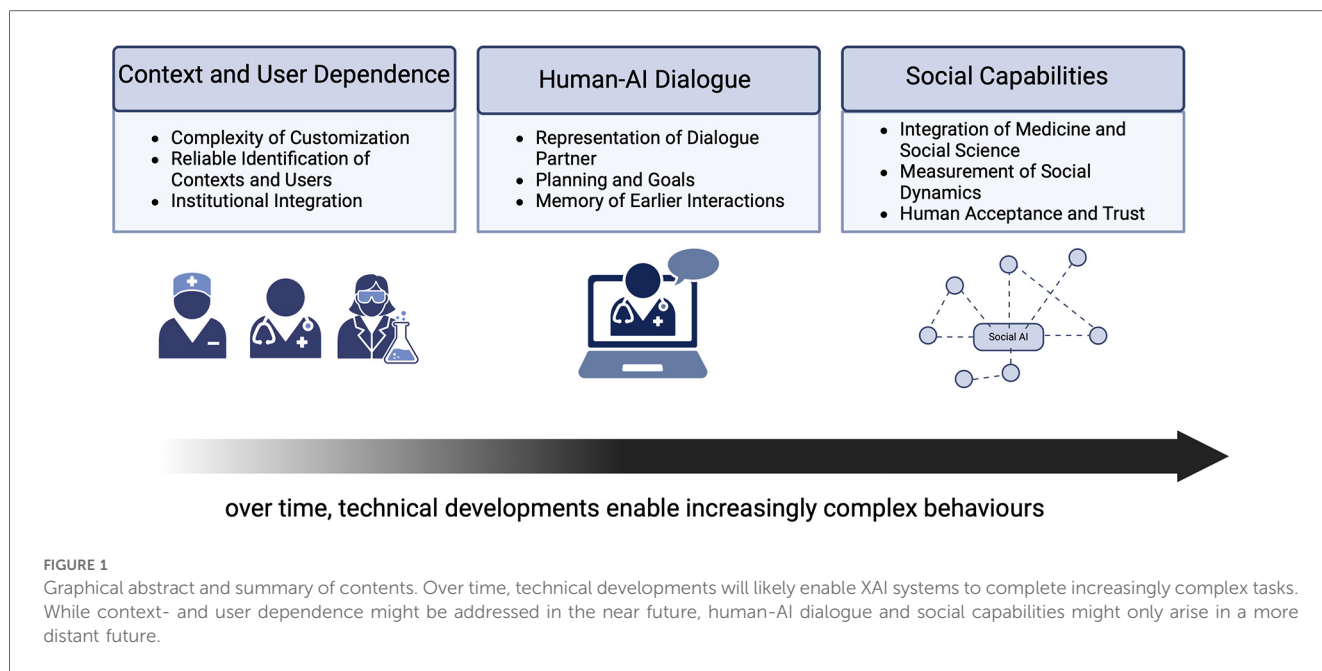 Context and User Dependence
• Complexity of Customization
• Reliable Identification of
Contexts and Users
• Institutional Integration
Human-AI Dialogue
• Representation of Dialogue
Partner
• Planning and Goals
• Memory of Earlier Interactions
Social Capabilities
• Integration of Medicine and
Social Science
• Measurement of Social
Dynamics
• Human Acceptance and Trust
Social AI
over time, technical developments enable increasingly complex behaviours
FIGURE 1
Graphical abstract and summary of contents. Over time, technical developments will likely enable XAI systems to complete increasingly complex tasks.
While context- and user dependence might be addressed in the near future, human-AI dialogue and social capabilities might only arise in a more
distant future.